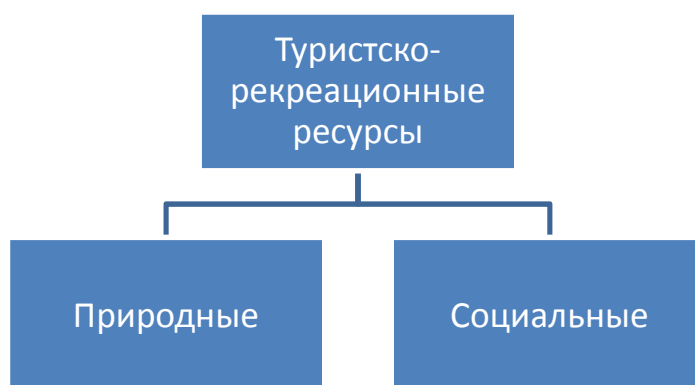 Туристско-
рекреационные
ресурсы
Природные
Социальные